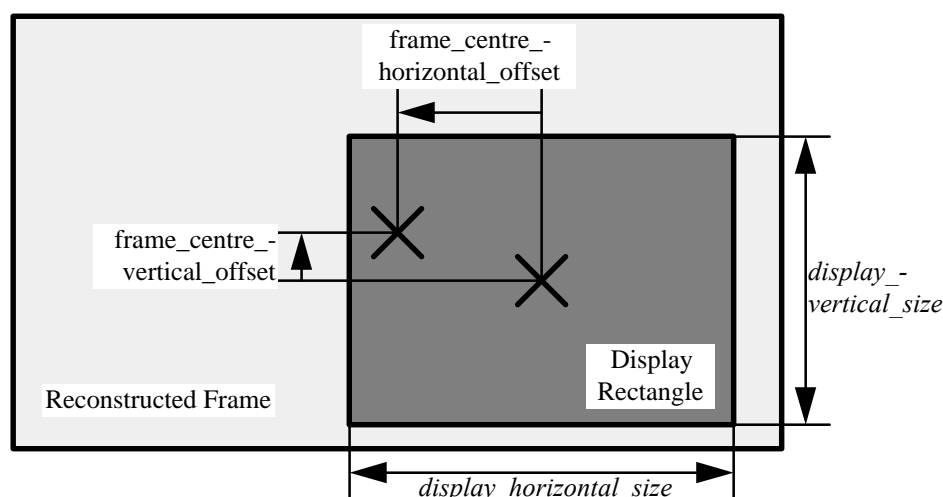 frame_centre_-
horizontal_offset
frame_centre_-
vertical_offset
display_-
vertical_size
Display
Rectangle
Reconstructed Frame
display_horizontal_size